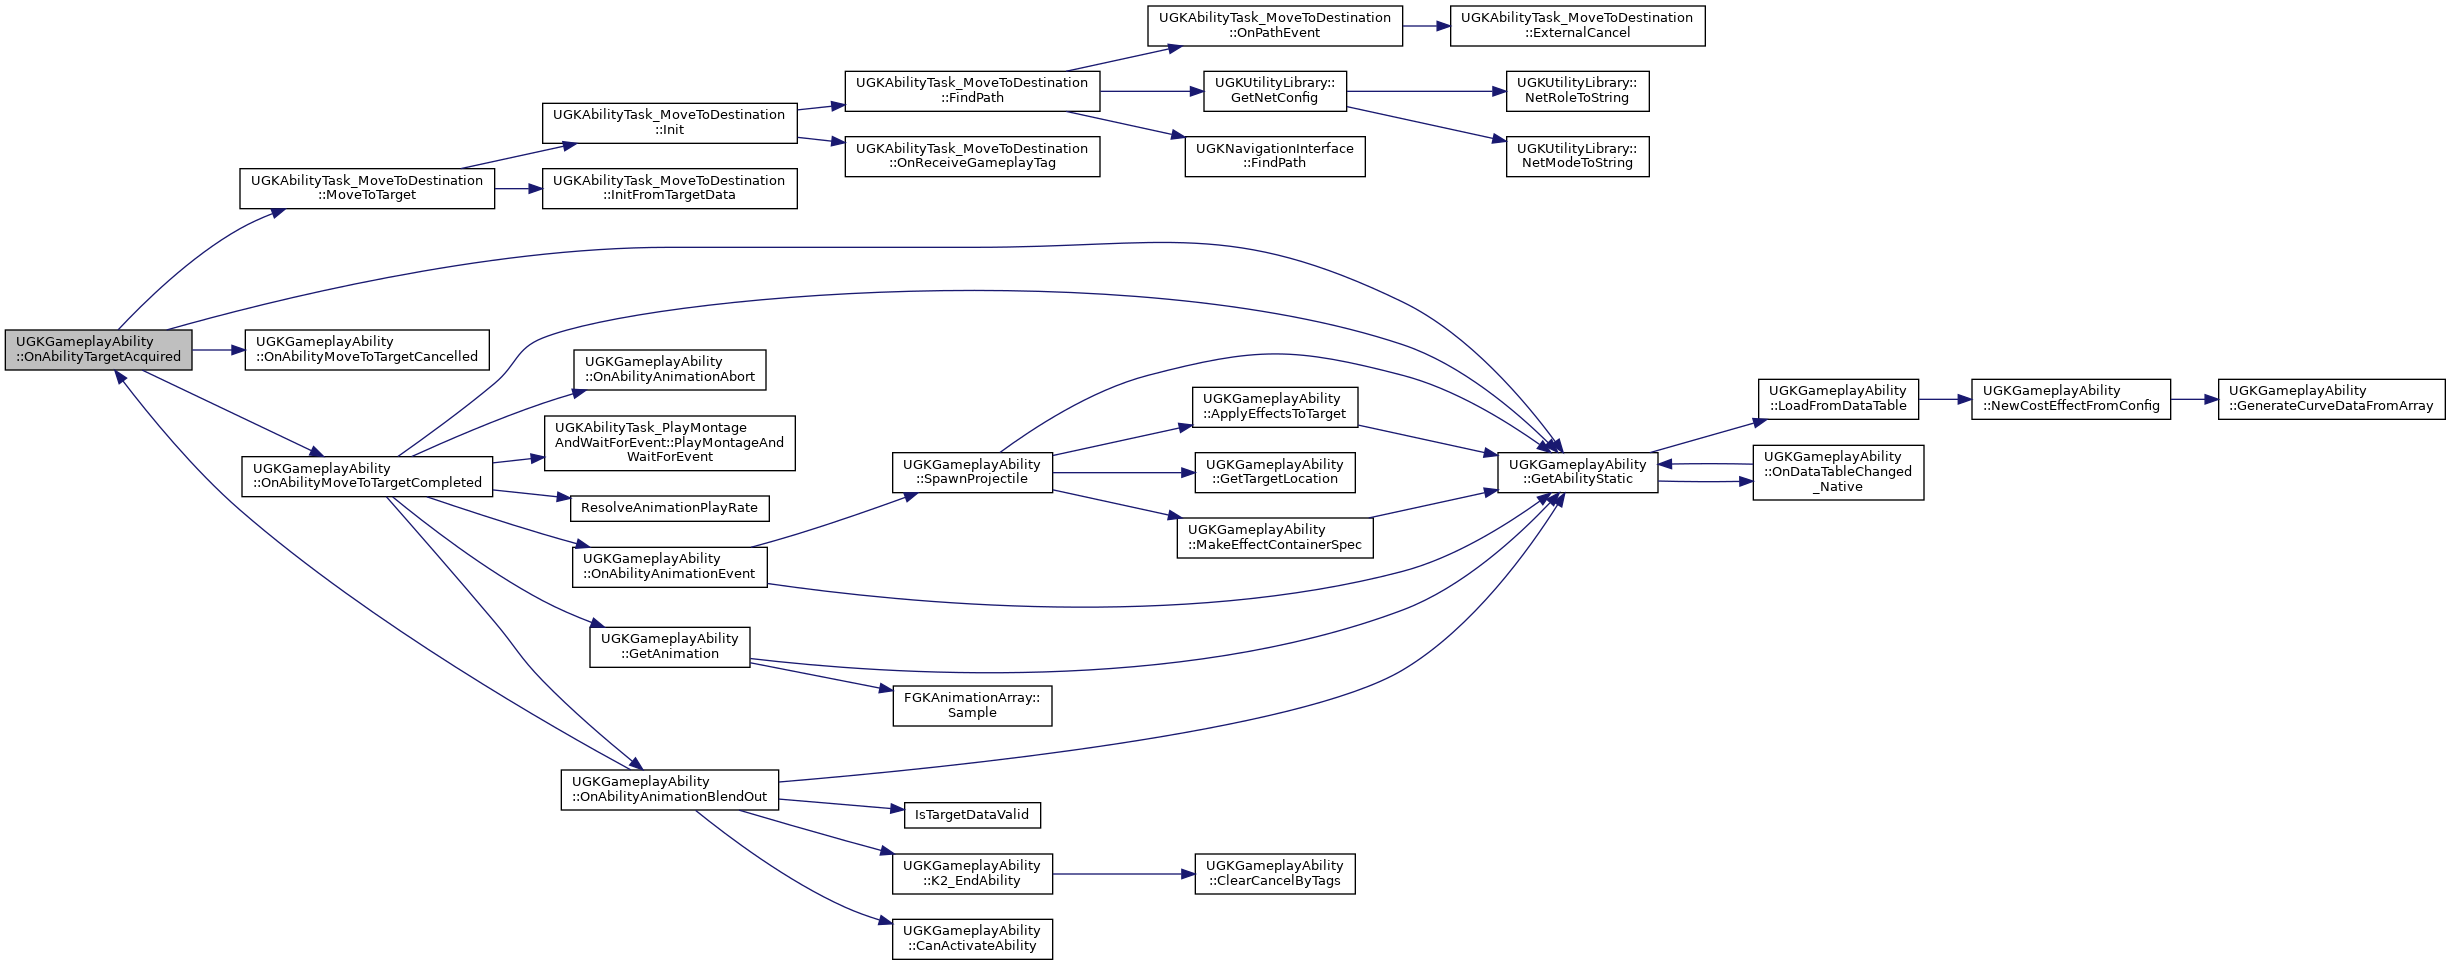 UGKAbilityTask_MoveToDestination
::OnPathEvent
UGKAbilityTask_MoveToDestination
::ExternalCancel
UGKAbilityTask_MoveToDestination
::FindPath
UGKUtilityLibrary::
GetNetConfig
UGKUtilityLibrary::
NetRoleToString
UGKAbilityTask_MoveToDestination
::Init
UGKAbilityTask_MoveToDestination
::OnReceiveGameplayTag
UGKNavigationInterface
::FindPath
UGKUtilityLibrary::
NetModeToString
UGKAbilityTask_MoveToDestination
::MoveToTarget
UGKAbilityTask_MoveToDestination
::InitFromTargetData
UGKGameplayAbility
::OnAbilityTargetAcquired
UGKGameplayAbility
::OnAbilityMoveToTargetCancelled
UGKGameplayAbility
::OnAbilityAnimationAbort
UGKGameplayAbility
::ApplyEffectsToTarget
UGKGameplayAbility
::LoadFromDataTable
UGKGameplayAbility
::NewCostEffectFromConfig
UGKGameplayAbility
::GenerateCurveDataFromArray
UGKAbilityTask_PlayMontage
AndWaitForEvent::PlayMontageAnd
WaitForEvent
UGKGameplayAbility
::OnAbilityMoveToTargetCompleted
UGKGameplayAbility
::SpawnProjectile
UGKGameplayAbility
::GetTargetLocation
UGKGameplayAbility
::GetAbilityStatic
UGKGameplayAbility
::OnDataTableChanged
_Native
ResolveAnimationPlayRate
UGKGameplayAbility
::MakeEffectContainerSpec
UGKGameplayAbility
::OnAbilityAnimationEvent
UGKGameplayAbility
::GetAnimation
FGKAnimationArray::
Sample
UGKGameplayAbility
::OnAbilityAnimationBlendOut
IsTargetDataValid
UGKGameplayAbility
::K2_EndAbility
UGKGameplayAbility
::ClearCancelByTags
UGKGameplayAbility
::CanActivateAbility